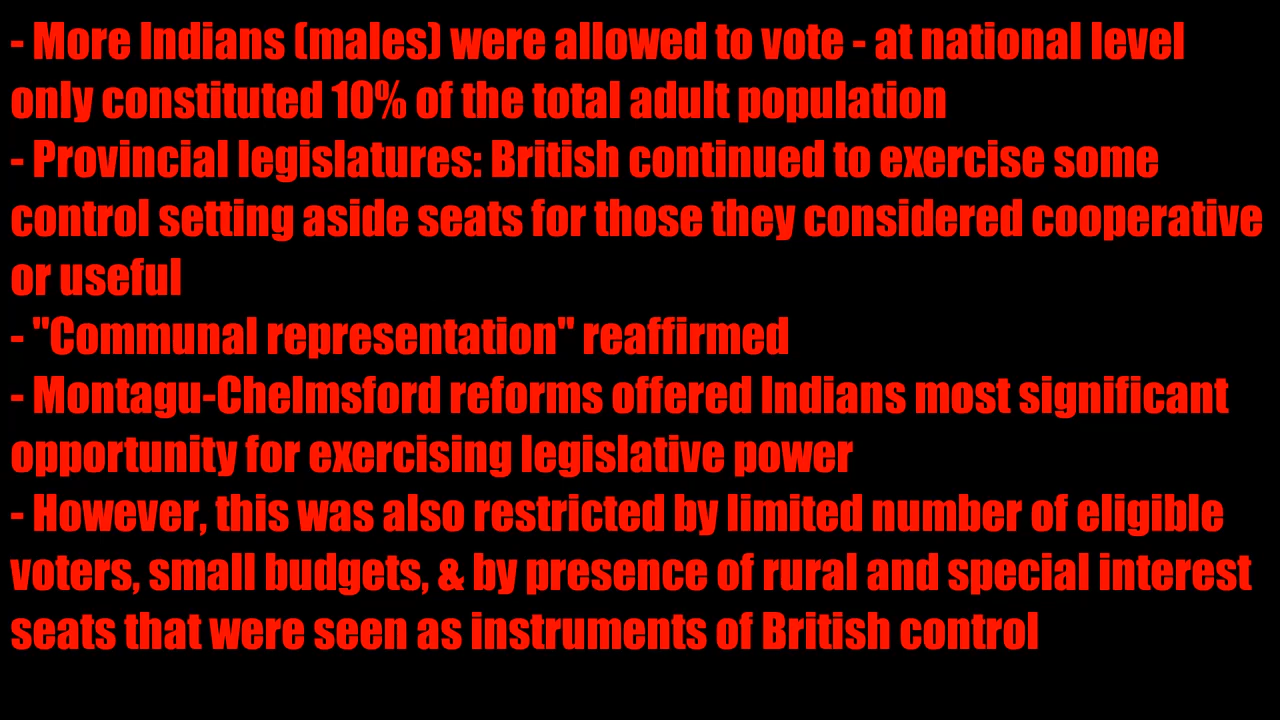 - More Indians (males) were allowed to vote - at national level
only constituted 10% of the total adult population
- Provincial legislatures: British continued to exercise some
control setting aside seats for those they considered cooperative
or useful
- "Communal representation" reaffirmed
- Montagu-Chelmsford reforms offered Indians most significant
opportunity for exercising legislative power
- However, this was also restricted by limited number of eligible
voters, small budgets, & by presence of rural and special interest
seats that were seen as instruments of British control